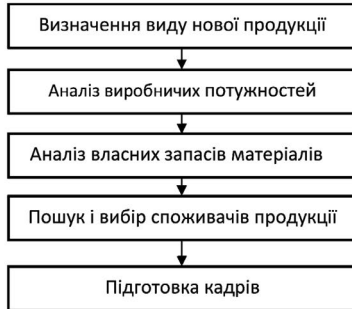 Визначення виду нової продукції
Аналіз виробничих потужностей
Аналіз власних запасів матеріалів
Пошук і вибір споживачів продукції
Підготовка кадрів